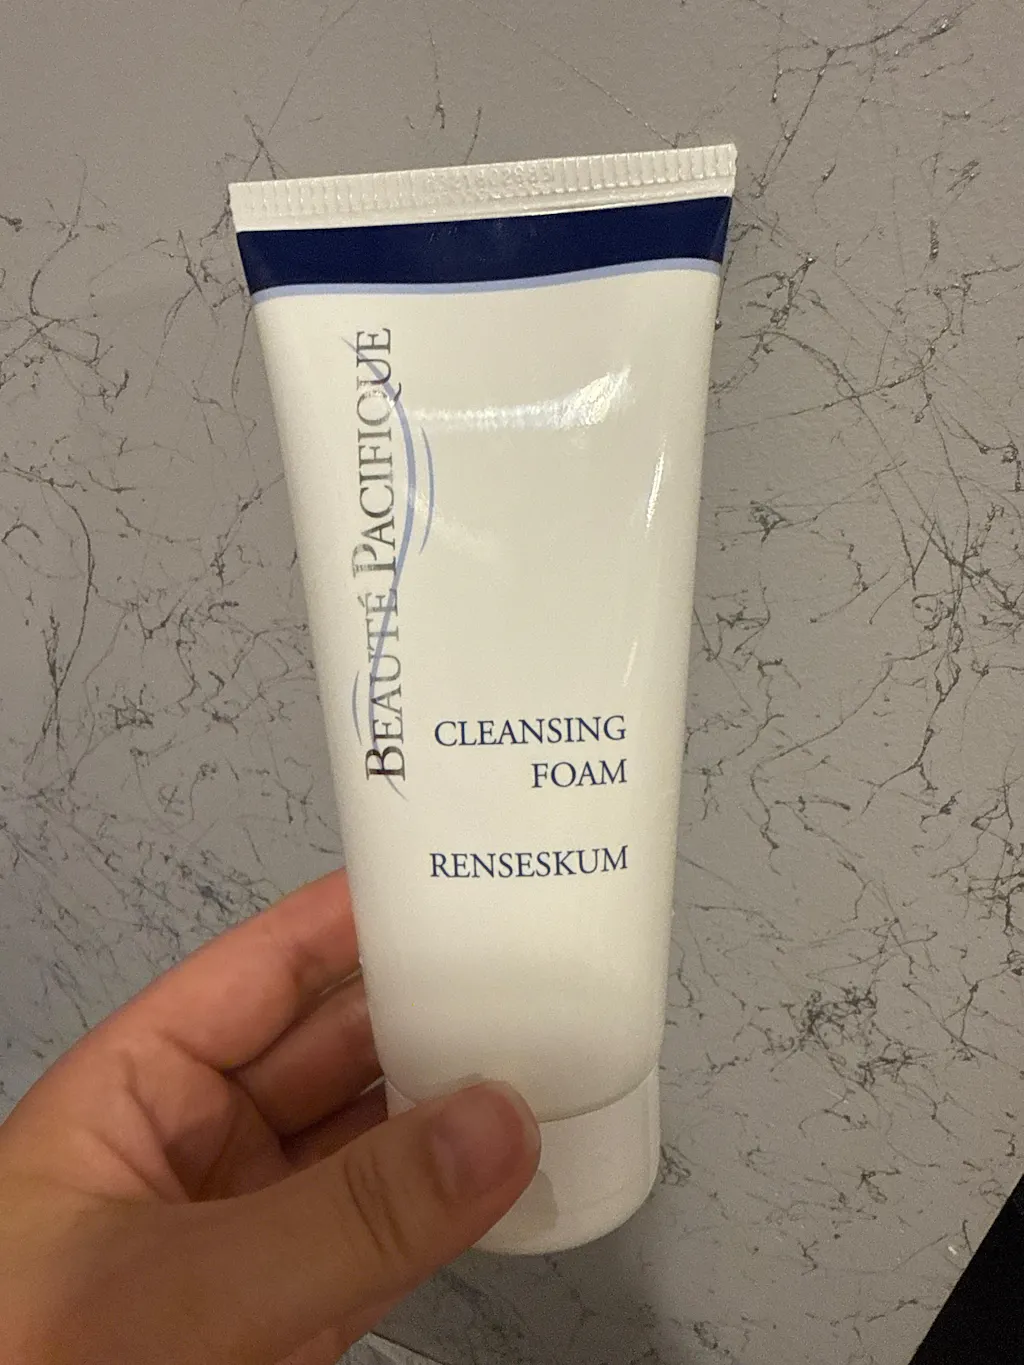 BEAUTÉ PACIFIQUE
CLEANSING
FOAM
RENSESKUM